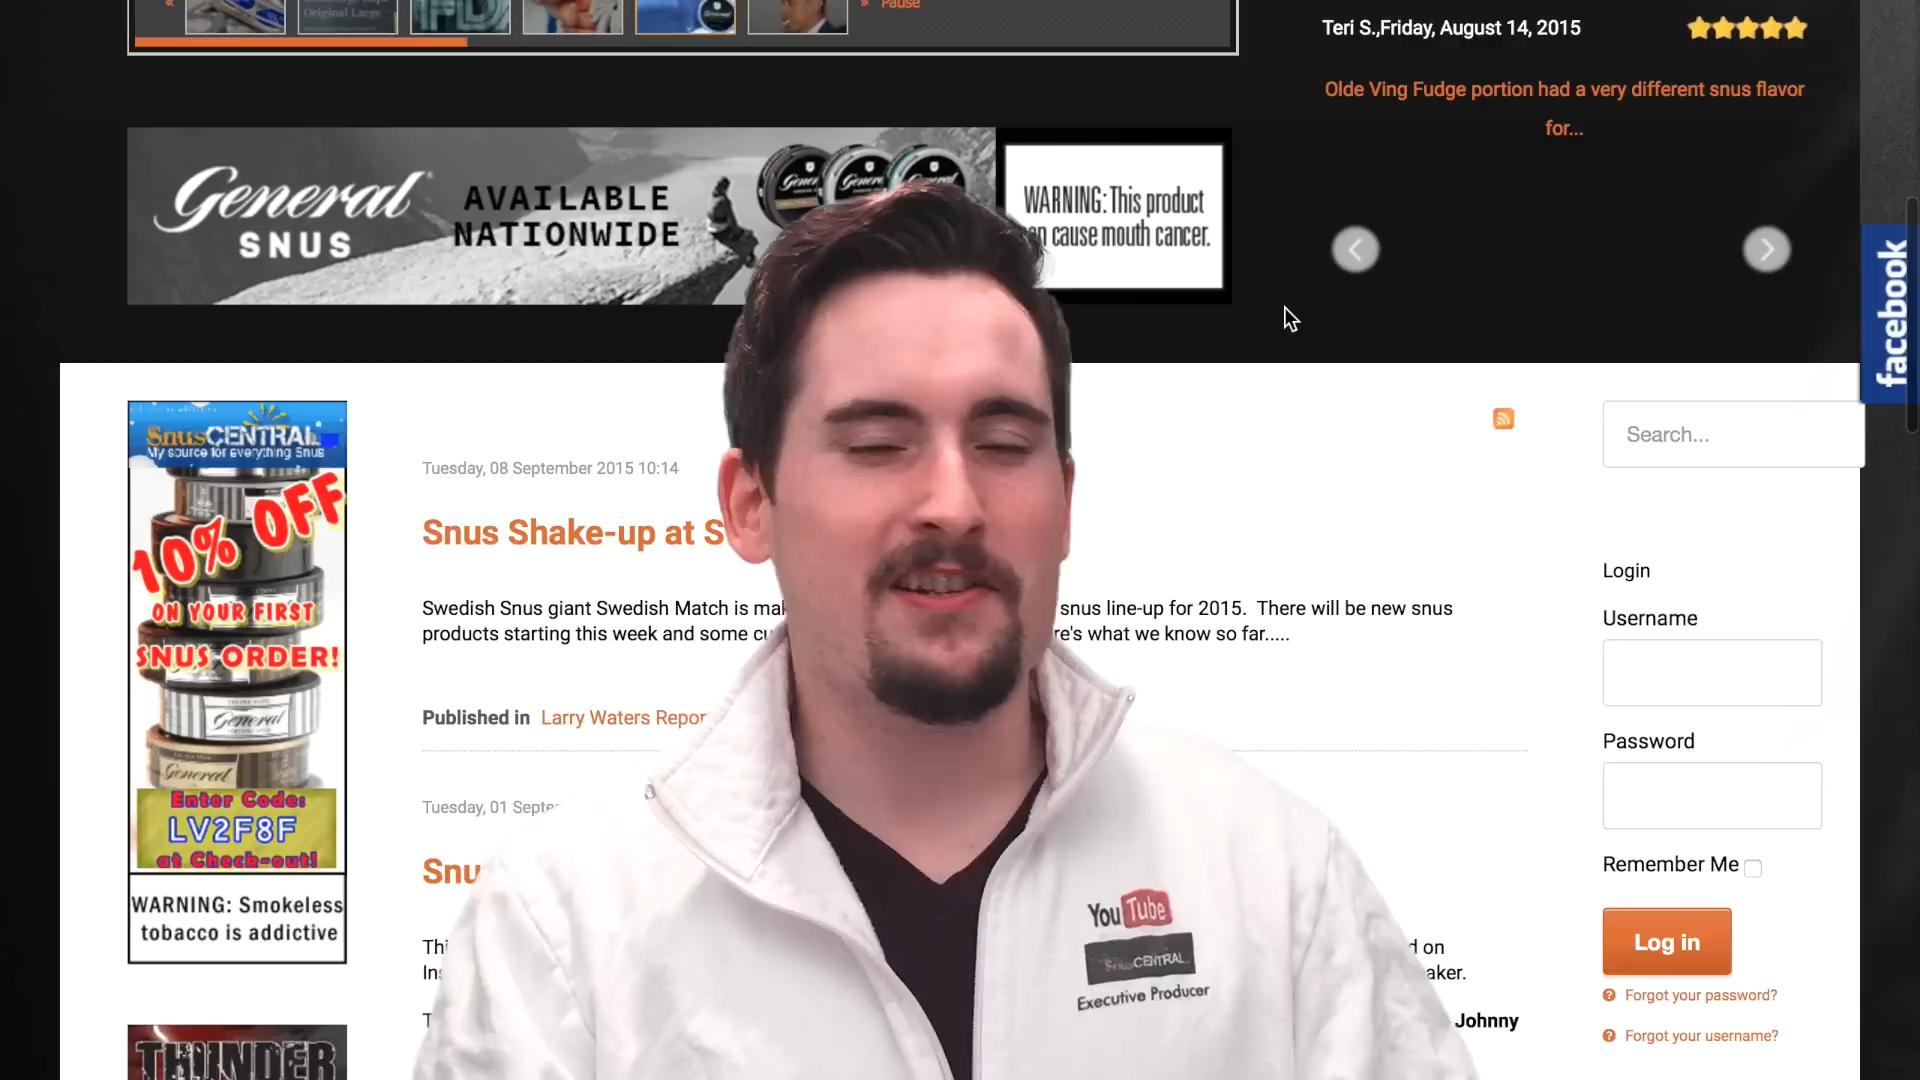 Original Large
Pause
Teri S.,Friday, August 14, 2015
Olde Ving Fudge portion had a very different snus flavor
for...
General
SNUS
AVAILABLE
NATIONWIDE
General
General
WARNING: This product
cause mouth cancer.
facebook
Search...
SnusCENTRAL
My source for everything Snus
10% OFF
ON YOUR FIRST
SNUS ORDER!
General
General
Enter Code:
LV2F8F
at Check-out!
WARNING: Smokeless
tobacco is addictive
THUNDER
Tuesday, 08 September 2015 10:14
Snus Shake-up at S
Swedish Snus giant Swedish Match is snus line-up for 2015. There will be new snus
products starting this week and some what we know so far.....
Published in Larry Waters
Tuesday, 01
on
Johnny
Login
Username
Password
Remember Me
Log in
Forgot your password?
Forgot your username?
YouTube
SnusCENTRAL
Executive Producer